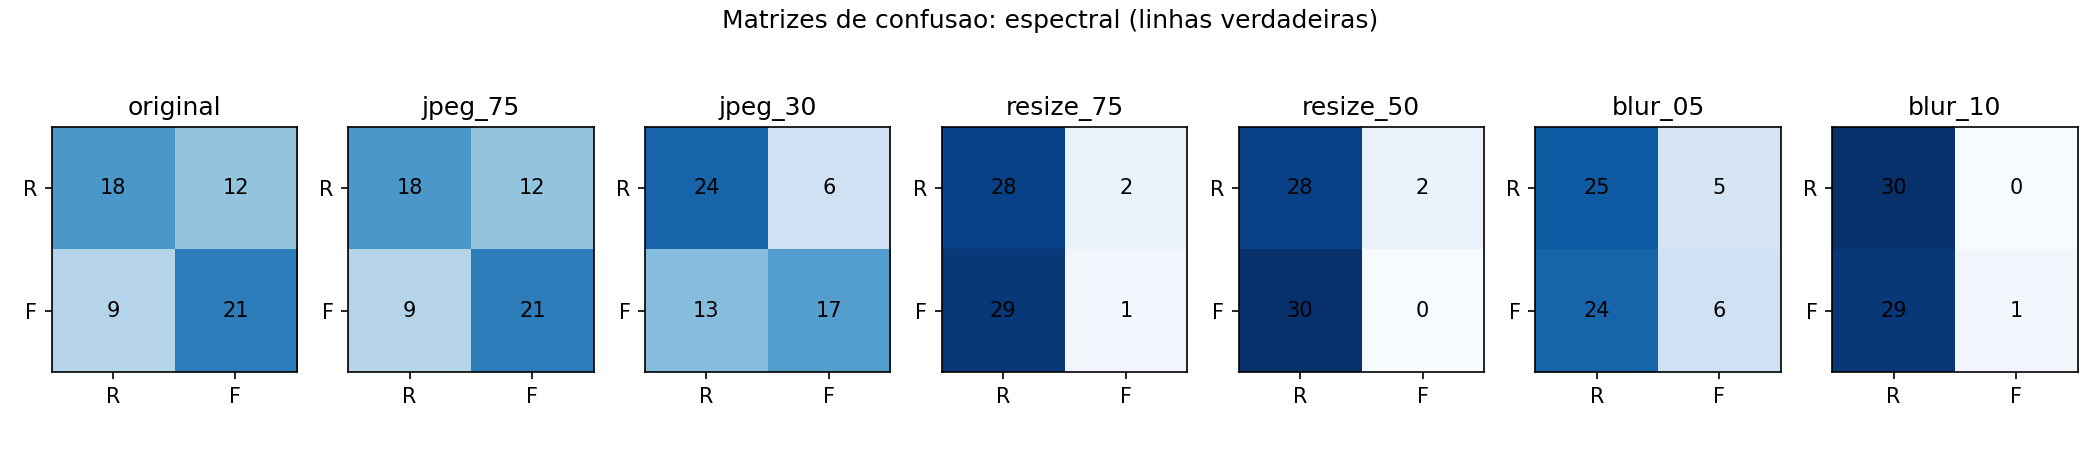 Matrizes de confusao: espectral (linhas verdadeiras)
original jpeg_75 jpeg_30 resize_75 resize_50 blur_05 blur_10
R 18 12 R 18 12 R 24 6 R 28 2 R 28 2 R 25 5 R 30 0
F 9 21 F 9 21 F 13 17 F 29 1 F 30 0 F 24 6 F 29 1
R F R F R F R F R F R F R F